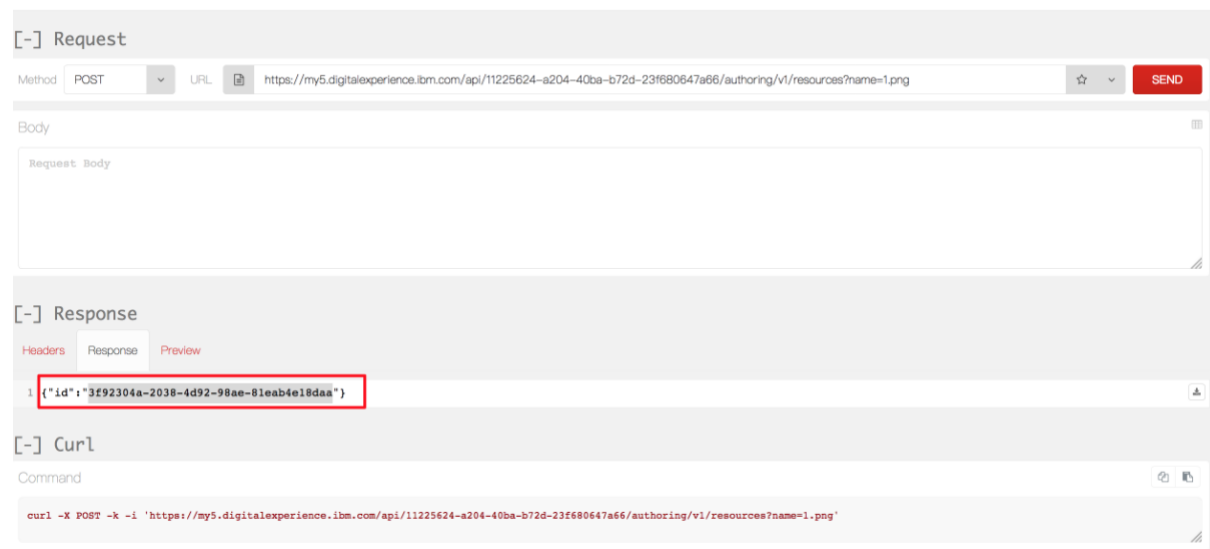 [-] Request
Method POST URL https://my5.digitalexperience.ibm.com/api/11225624-a204-40ba-b72d-23f680647a66/authoring/v1/resources?name=1.png SEND
Body
Request Body
[-] Response
Headers Response Preview
1 {"id":"3f92304a-2038-4d92-98ae-81eab4e18daa"}
[-] Curl
Command
curl -X POST -k -i 'https://my5.digitalexperience.ibm.com/api/11225624-a204-40ba-b72d-23f680647a66/authoring/v1/resources?name=1.png'